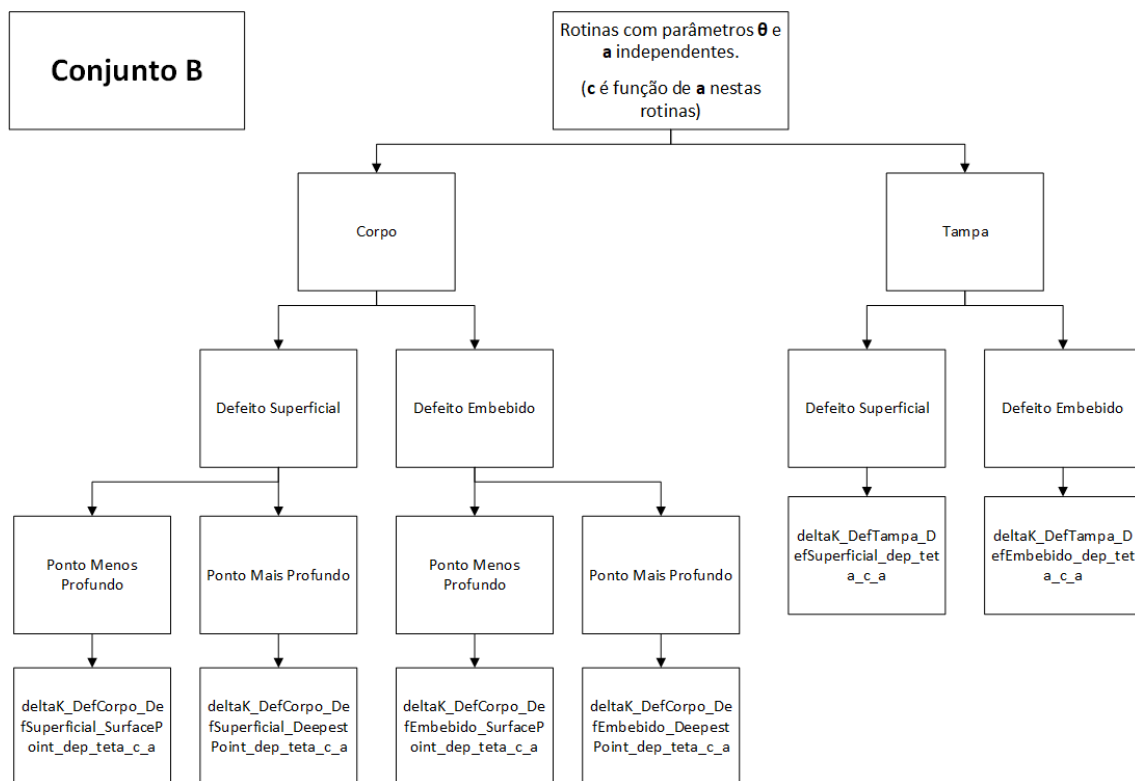 Conjunto B
Rotinas com parâmetros θ e
a independentes.
(c é função de a nestas
rotinas)
Corpo
Tampa
Defeito Superficial
Defeito Embebido
Defeito Superficial
Defeito Embebido
Ponto Menos
Profundo
Ponto Mais Profundo
Ponto Menos
Profundo
Ponto Mais Profundo
deltaK_DefTampa_D
efSuperficial_dep_tet
a_c_a
deltaK_DefTampa_D
efEmbebido_dep_tet
a_c_a
deltaK_DefCorpo_De
fSuperficial_SurfaceP
oint_dep_teta_c_a
deltaK_DefCorpo_De
fSuperficial_Deepest
Point_dep_teta_c_a
deltaK_DefCorpo_De
fEmbebido_SurfaceP
oint_dep_teta_c_a
deltaK_DefCorpo_De
fEmbebido_Deepest
Point_dep_teta_c_a